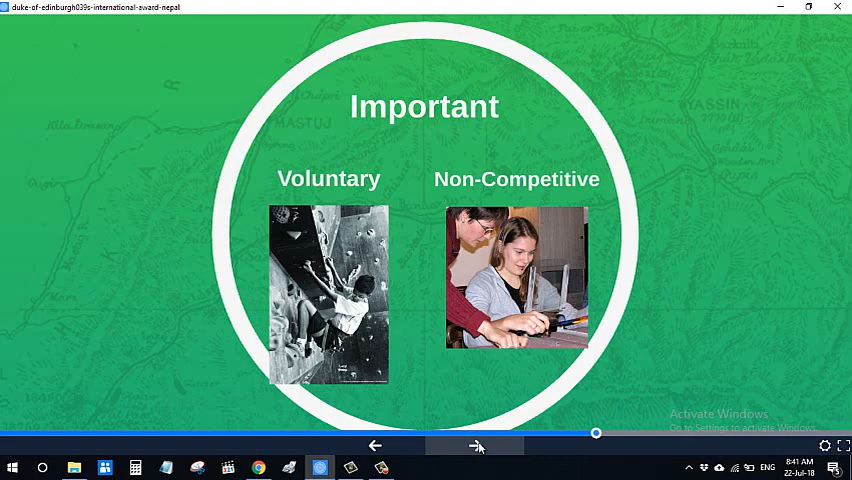 duke-of-edinburgh039s-international-award-nepal
Important
Voluntary
Non-Competitive
MASTUJ
YASSIN
Activate Windows
Go to Settings to activate Windows.
ENG
8:41 AM
22-Jul-18
5